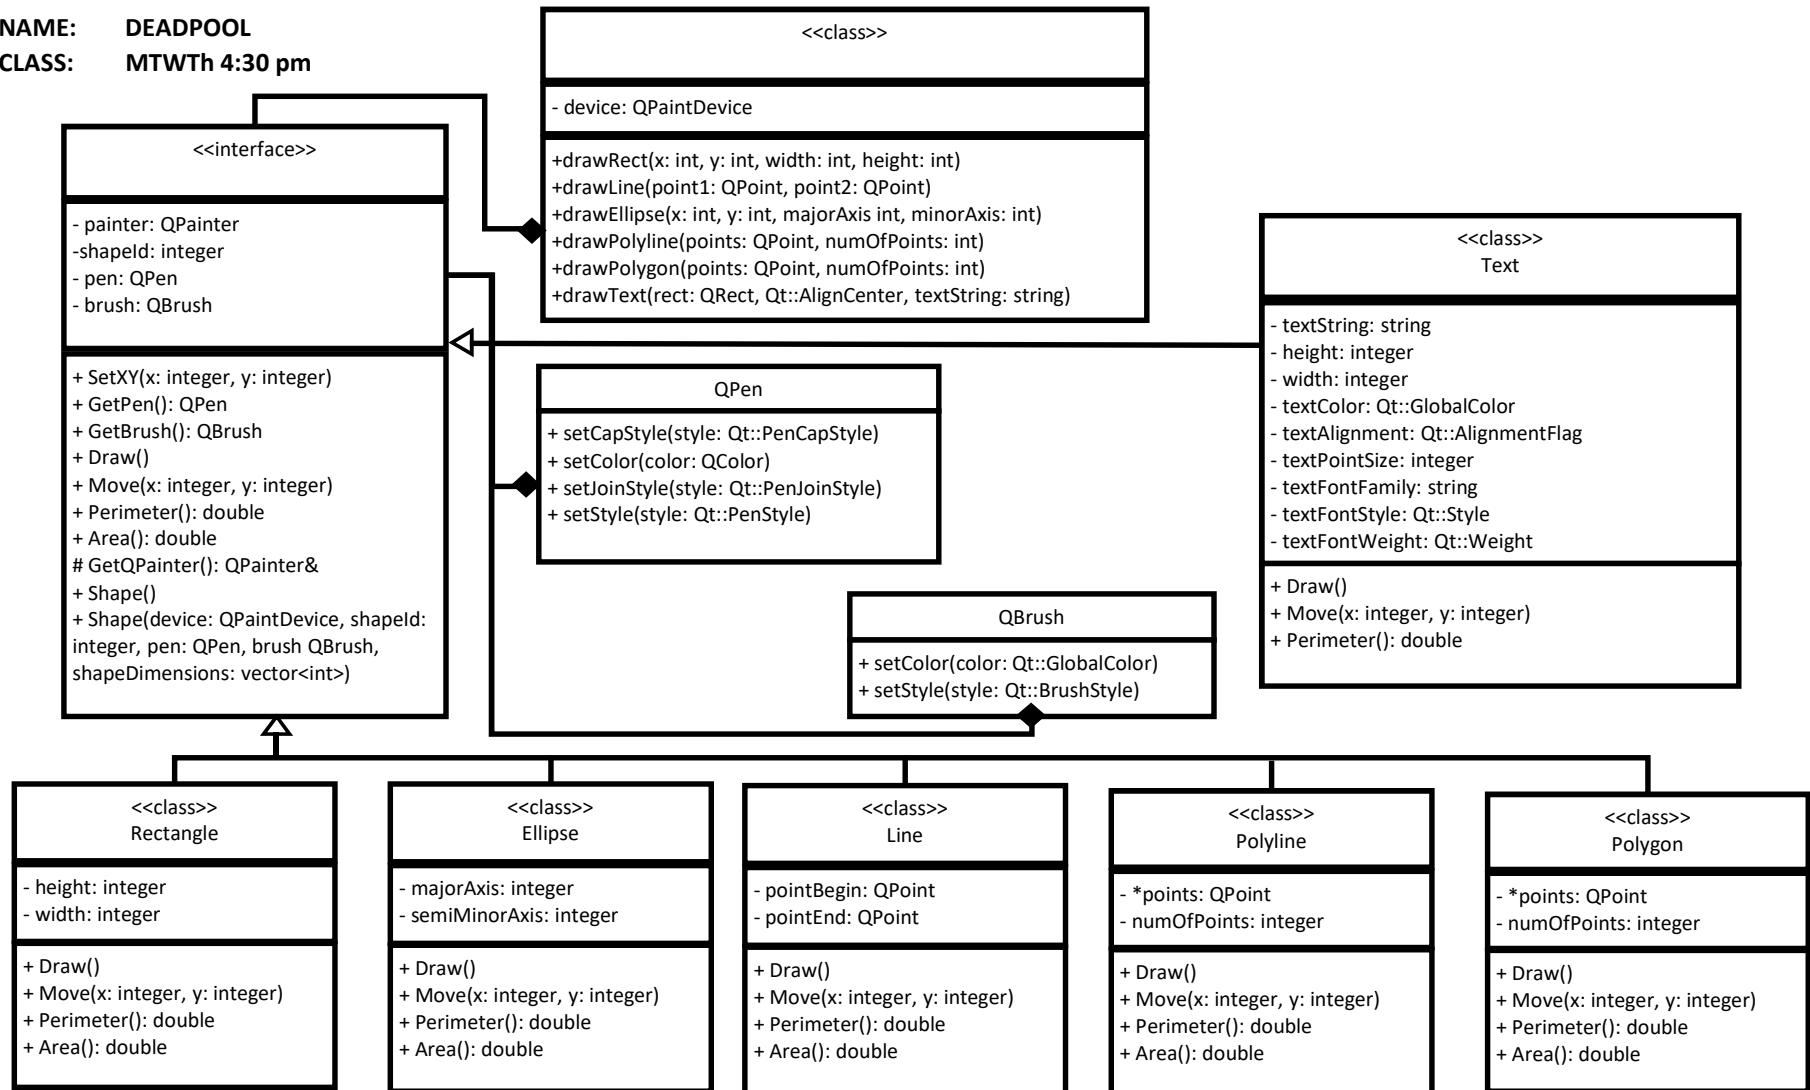 NAME: DEADPOOL
CLASS: MTWTh 4:30 pm
<<class>>
- device: QPaintDevice
+drawRect(x: int, y: int, width: int, height: int)
+drawLine(point1: QPoint, point2: QPoint)
+drawEllipse(x: int, y: int, majorAxis int, minorAxis: int)
+drawPolyline(points: QPoint, numOfPoints: int)
+drawPolygon(points: QPoint, numOfPoints: int)
+drawText(rect: QRect, Qt::AlignCenter, textString: string)
<<interface>>
- painter: QPainter
-shapeId: integer
- pen: QPen
- brush: QBrush
+ SetXY(x: integer, y: integer)
+ GetPen(): QPen
+ GetBrush(): QBrush
+ Draw()
+ Move(x: integer, y: integer)
+ Perimeter(): double
+ Area(): double
# GetQPainter(): QPainter&
+ Shape()
+ Shape(device: QPaintDevice, shapeId:
integer, pen: QPen, brush QBrush,
shapeDimensions: vector<int>)
QPen
+ setCapStyle(style: Qt::PenCapStyle)
+ setColor(color: QColor)
+ setJoinStyle(style: Qt::PenJoinStyle)
+ setStyle(style: Qt::PenStyle)
QBrush
+ setColor(color: Qt::GlobalColor)
+ setStyle(style: Qt::BrushStyle)
<<class>>
Text
- textString: string
- height: integer
- width: integer
- textColor: Qt::GlobalColor
- textAlignment: Qt::AlignmentFlag
- textPointSize: integer
- textFontFamily: string
- textFontStyle: Qt::Style
- textFontWeight: Qt::Weight
+ Draw()
+ Move(x: integer, y: integer)
+ Perimeter(): double
<<class>>
Rectangle
- height: integer
- width: integer
+ Draw()
+ Move(x: integer, y: integer)
+ Perimeter(): double
+ Area(): double
<<class>>
Ellipse
- majorAxis: integer
- semiMinorAxis: integer
+ Draw()
+ Move(x: integer, y: integer)
+ Perimeter(): double
+ Area(): double
<<class>>
Line
- pointBegin: QPoint
- pointEnd: QPoint
+ Draw()
+ Move(x: integer, y: integer)
+ Perimeter(): double
+ Area(): double
<<class>>
Polyline
- *points: QPoint
- numOfPoints: integer
+ Draw()
+ Move(x: integer, y: integer)
+ Perimeter(): double
+ Area(): double
<<class>>
Polygon
- *points: QPoint
- numOfPoints: integer
+ Draw()
+ Move(x: integer, y: integer)
+ Perimeter(): double
+ Area(): double